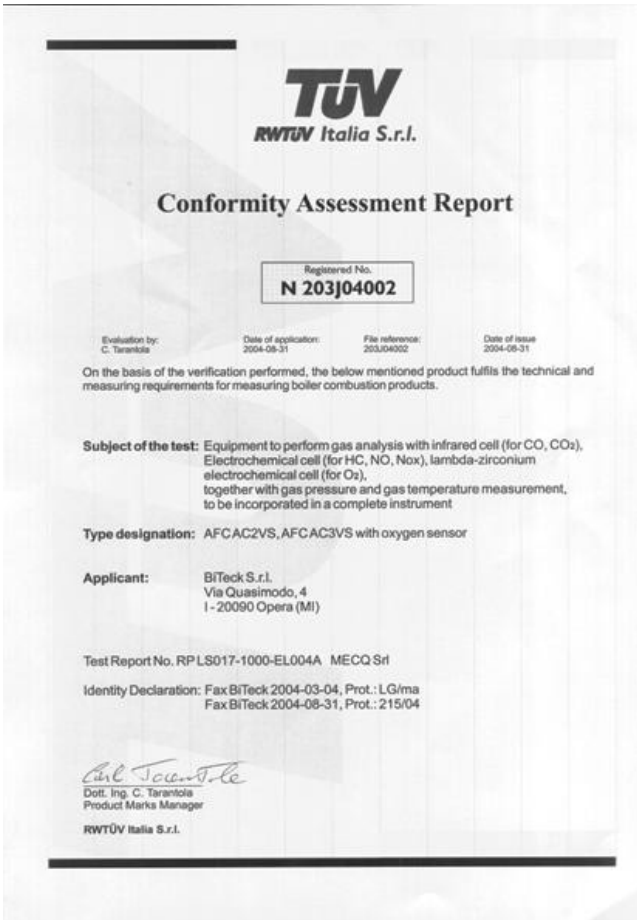 TÜV
RWTÜV Italia S.r.l.
Conformity Assessment Report
Registered No.
N 203J04002
Evaluation by: Date of application: File reference: Date of issue
C. Tarantola 2004-08-31 203J04002 2004-08-31
On the basis of the verification performed, the below mentioned product fulfils the technical and
measuring requirements for measuring boiler combustion products.
Subject of the test: Equipment to perform gas analysis with infrared cell (for CO, CO₂),
Electrochemical cell (for HC, NO, Nox), lambda-zirconium
electrochemical cell (for O₂),
together with gas pressure and gas temperature measurement,
to be incorporated in a complete instrument
Type designation: AFCAC2VS, AFCAC3VS with oxygen sensor
Applicant: BiTeck S.r.l.
Via Quasimodo, 4
I - 20090 Opera (MI)
Test Report No. RPLS017-1000-EL004A MECQ Srl
Identity Declaration: Fax BiTeck 2004-03-04, Prot.: LG/ma
Fax BiTeck 2004-08-31, Prot.: 215/04
Dott. Ing. C. Tarantola
Product Marks Manager
RWTÜV Italia S.r.l.